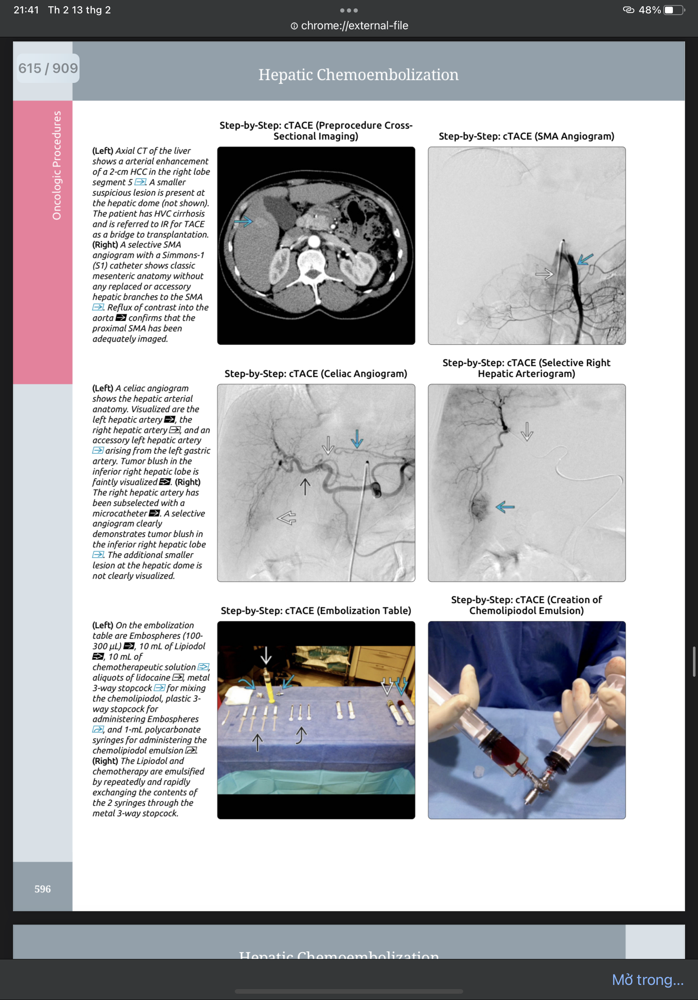 21:41 Th 2 13 thg 2
48%
chrome://external-file
615 / 909
Hepatic Chemoembolization
Oncologic Procedures
Step-by-Step: cTACE (Preprocedure Cross-
Sectional Imaging)
Step-by-Step: cTACE (SMA Angiogram)
(Left) Axial CT of the liver
shows a arterial enhancement
of a 2-cm HCC in the right lobe
segment 5. A smaller
suspicious lesion is present at
the hepatic dome (not shown).
The patient has HVC cirrhosis
and is referred to IR for TACE
as a bridge to transplantation.
(Right) A selective SMA
angiogram with a Simmons-1
(S1) catheter shows classic
mesenteric anatomy without
any replaced or accessory
hepatic branches to the SMA
. Reflux of contrast into the
aorta confirms that the
proximal SMA has been
adequately imaged.
Step-by-Step: cTACE (Celiac Angiogram)
Step-by-Step: cTACE (Selective Right
Hepatic Arteriogram)
(Left) A celiac angiogram
shows the hepatic arterial
anatomy. Visualized are the
left hepatic artery, the
right hepatic artery, and an
accessory left hepatic artery
arising from the left gastric
artery. Tumor blush in the
inferior right hepatic lobe is
faintly visualized. (Right)
The right hepatic artery has
been subselected with a
microcatheter. A selective
angiogram clearly
demonstrates tumor blush in
the inferior right hepatic lobe
. The additional smaller
lesion at the hepatic dome is
not clearly visualized.
Step-by-Step: cTACE (Embolization Table)
Step-by-Step: cTACE (Creation of
Chemolipiodol Emulsion)
(Left) On the embolization
table are Embospheres (100-
300 μL), 10 mL of Lipiodol
, 10 mL of
chemotherapeutic solution,
aliquots of lidocaine, metal
3-way stopcock for mixing
the chemolipiodol, plastic 3-
way stopcock for
administering Embospheres
, and 1-mL polycarbonate
syringes for administering the
chemolipiodol emulsion.
(Right) The Lipiodol and
chemotherapy are emulsified
by repeatedly and rapidly
exchanging the contents of
the 2 syringes through the
metal 3-way stopcock.
596
Hepatic Chemoembolization
Mở trong...